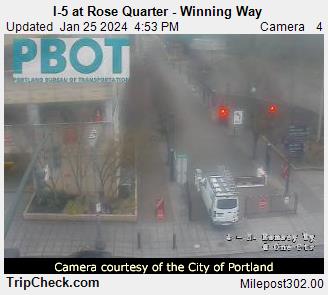 I-5 at Rose Quarter - Winning Way
Updated Jan 25 2024 4:53 PM Camera 4
PBOT
PORTLAND BUREAU OF TRANSPORTATION
Camera courtesy of the City of Portland
TripCheck.com Milepost302.00